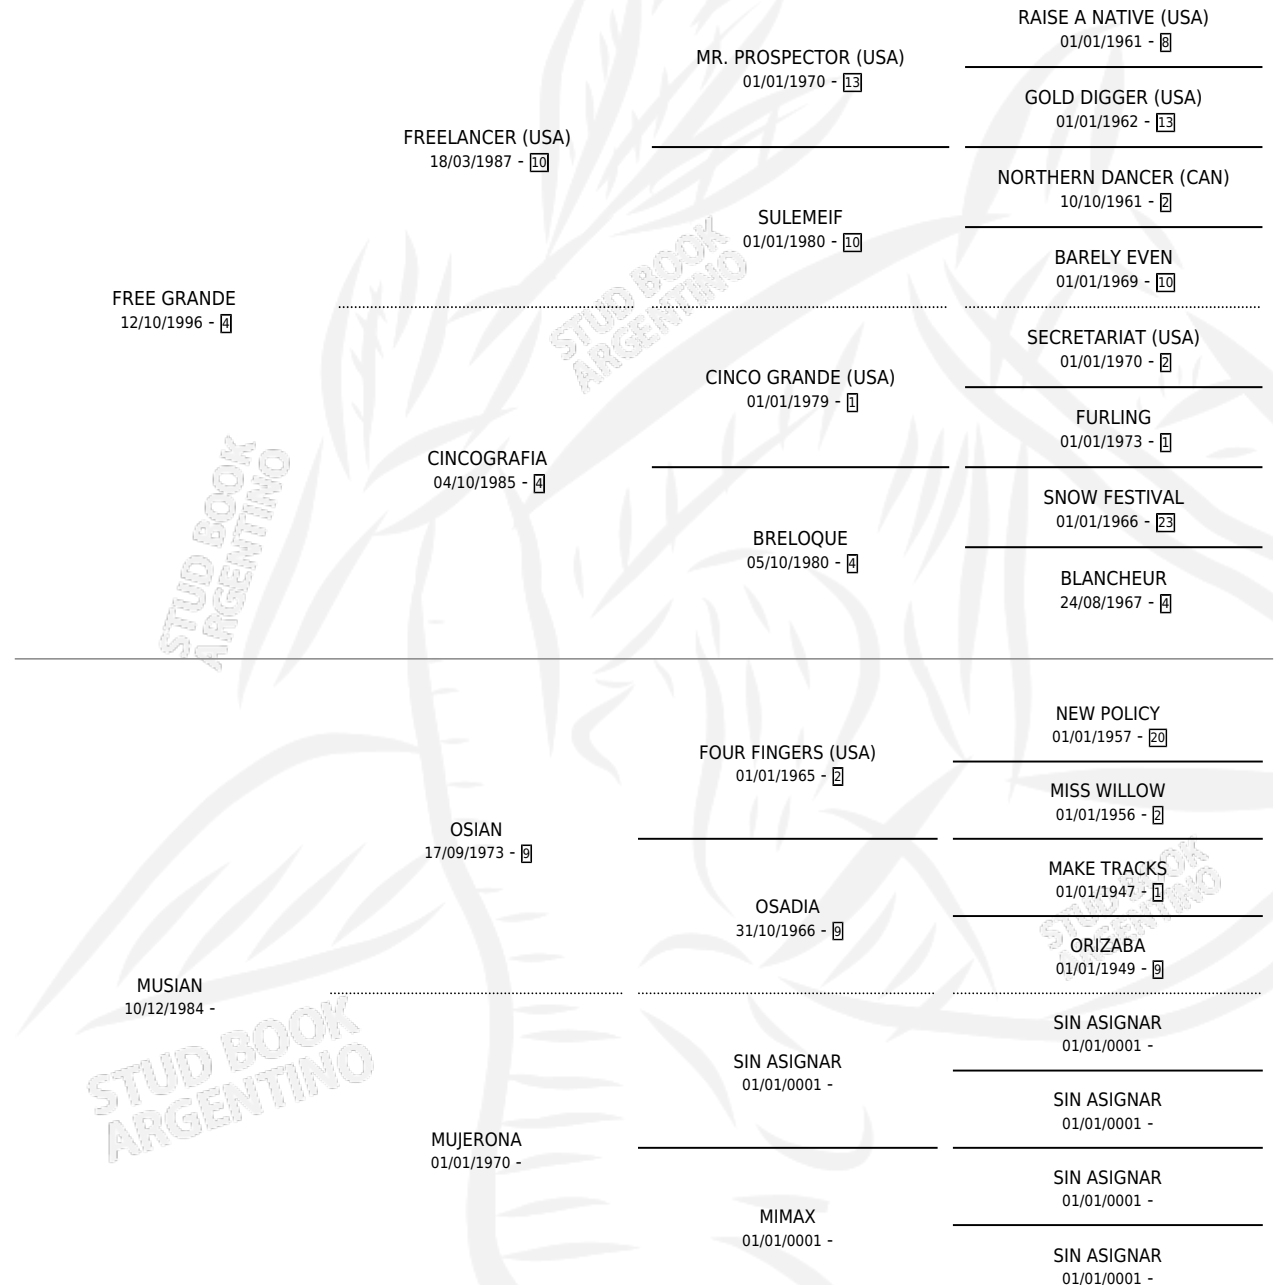 RAISE A NATIVE (USA)
01/01/1961 - 8
MR. PROSPECTOR (USA)
01/01/1970 - 13
GOLD DIGGER (USA)
01/01/1962 - 13
FREELANCER (USA)
18/03/1987 - 10
NORTHERN DANCER (CAN)
10/10/1961 - 2
SULEMEIF
01/01/1980 - 10
BARELY EVEN
01/01/1969 - 10
FREE GRANDE
12/10/1996 - 4
SECRETARIAT (USA)
01/01/1970 - 2
CINCO GRANDE (USA)
01/01/1979 - 1
FURLING
01/01/1973 - 1
CINCOGRAFIA
04/10/1985 - 4
SNOW FESTIVAL
01/01/1966 - 23
BRELOQUE
05/10/1980 - 4
BLANCHEUR
24/08/1967 - 4
STUD BOOK
ARGENTINO
STUD BOOK
ARGENTINO
NEW POLICY
01/01/1957 - 20
FOUR FINGERS (USA)
01/01/1965 - 2
MISS WILLOW
01/01/1956 - 2
OSIAN
17/09/1973 - 9
MAKE TRACKS
01/01/1947 - 1
OSADIA
31/10/1966 - 9
ORIZABA
01/01/1949 - 9
STUD BOOK
ARGENTINO
MUSIAN
10/12/1984 -
SIN ASIGNAR
01/01/0001 -
SIN ASIGNAR
01/01/0001 -
SIN ASIGNAR
01/01/0001 -
MUJERONA
01/01/1970 -
SIN ASIGNAR
01/01/0001 -
MIMAX
01/01/0001 -
SIN ASIGNAR
01/01/0001 -
STUD BOOK
ARGENTINO